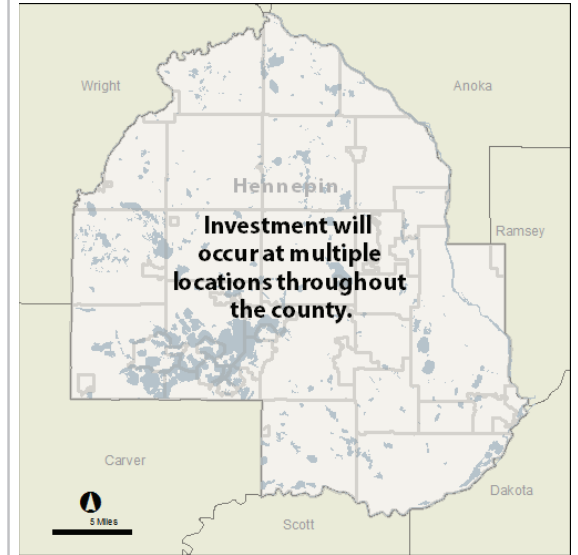 Wright
Anoka
Hennepin
Investment will
occur at multiple
locations throughout
the county.
Ramsey
Carver
Dakota
5 Miles
Scott